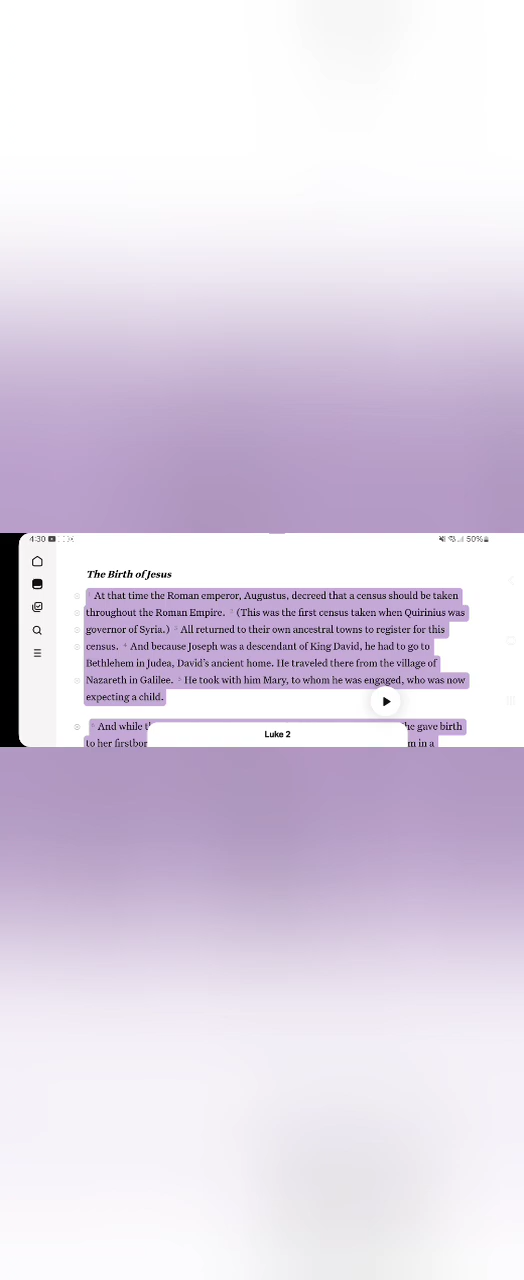 4:30 50%
The Birth of Jesus
At that time the Roman emperor, Augustus, decreed that a census should be taken
throughout the Roman Empire. (This was the first census taken when Quirinius was
governor of Syria.) All returned to their own ancestral towns to register for this
census. And because Joseph was a descendant of King David, he had to go to
Bethlehem in Judea, David's ancient home. He traveled there from the village of
Nazareth in Galilee. He took with him Mary, to whom he was engaged, who was now
expecting a child.
And while gave birth
to her in a
Luke 2